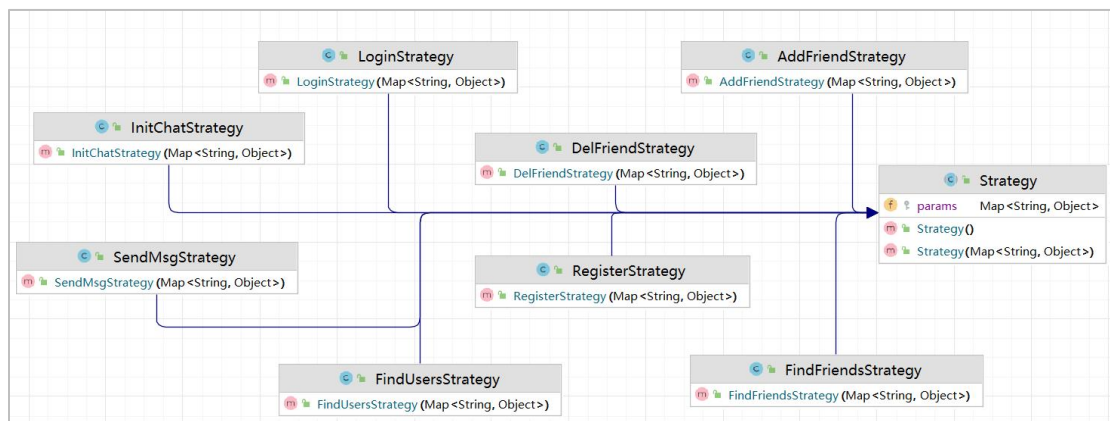 LoginStrategy
LoginStrategy(Map<String, Object>)
AddFriendStrategy
AddFriendStrategy(Map<String, Object>)
InitChatStrategy
InitChatStrategy(Map<String, Object>)
DelFriendStrategy
DelFriendStrategy(Map<String, Object>)
Strategy
params Map<String, Object>
Strategy()
Strategy(Map<String, Object>)
SendMsgStrategy
SendMsgStrategy(Map<String, Object>)
RegisterStrategy
RegisterStrategy(Map<String, Object>)
FindUsersStrategy
FindUsersStrategy(Map<String, Object>)
FindFriendsStrategy
FindFriendsStrategy(Map<String, Object>)